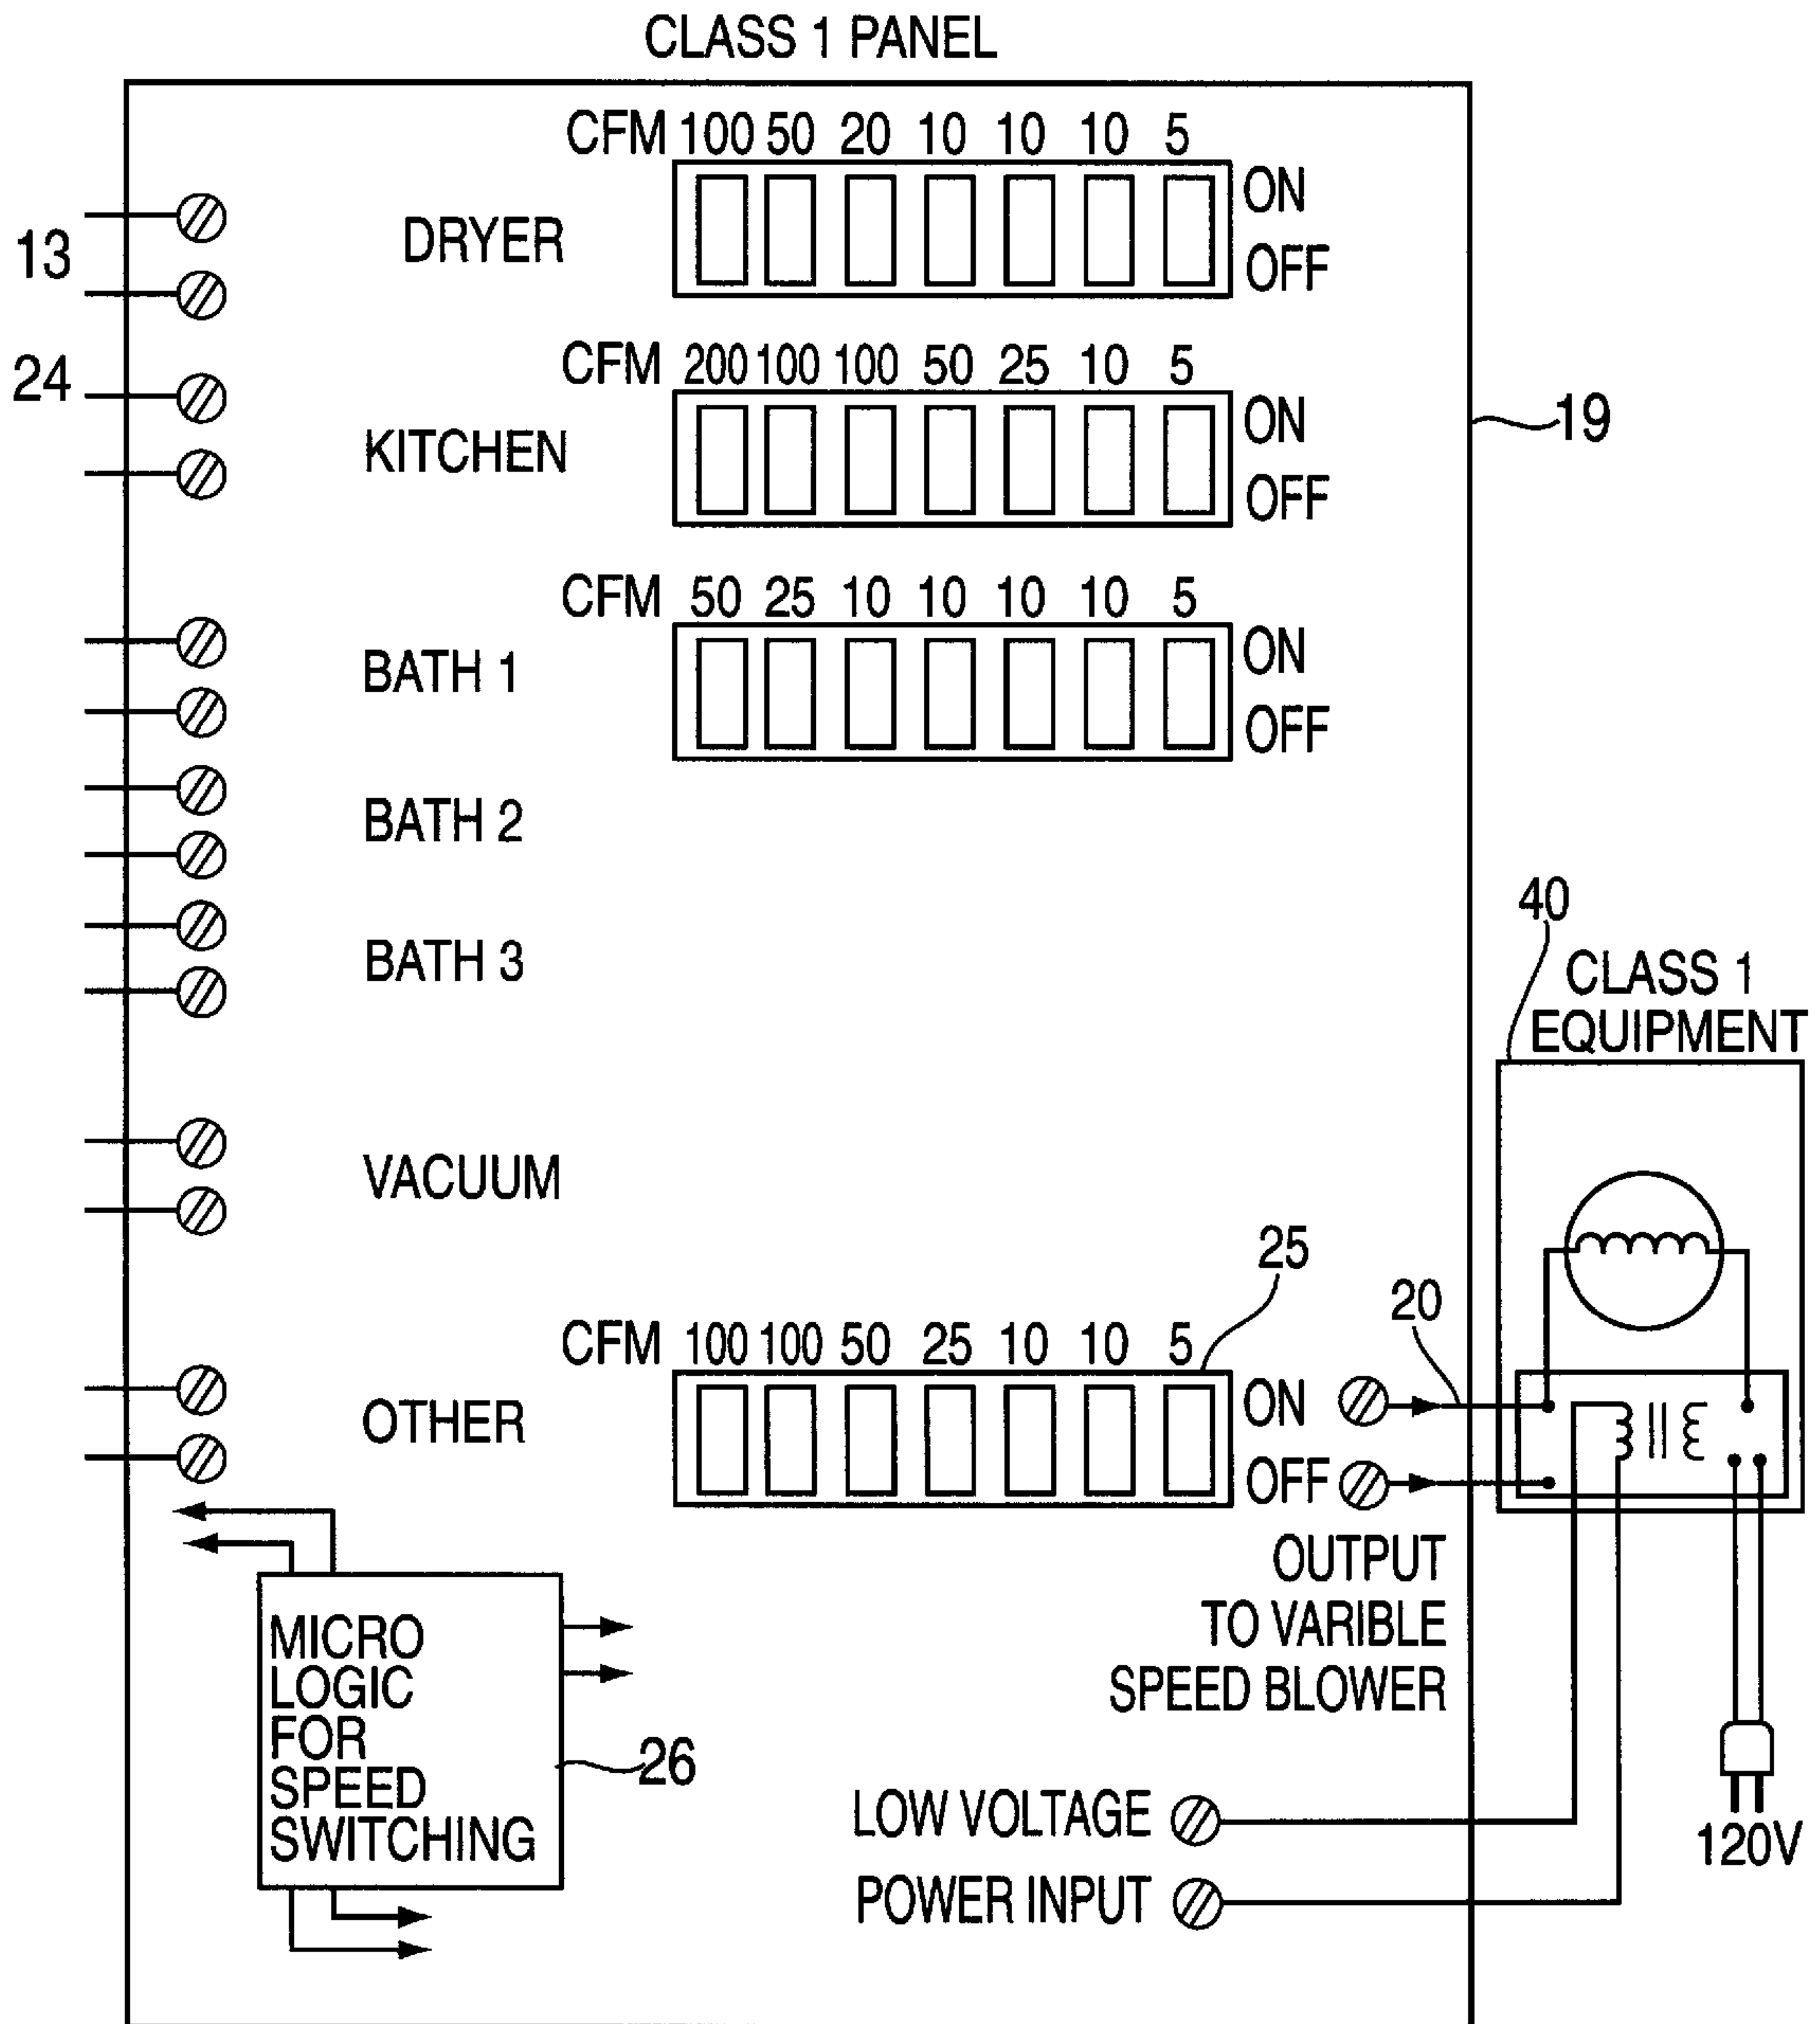 CLASS 1 PANEL
CFM 100 50 20 10 10 10 5
ON
13
DRYER
OFF
CFM 200 100 100 50 25 10 5
24
ON
19
KITCHEN
OFF
CFM 50 25 10 10 10 10 5
ON
BATH 1
OFF
BATH 2
40
BATH 3
CLASS 1
EQUIPMENT
VACUUM
25
20
CFM 100 100 50 25 10 10 5
ON
OTHER
OFF
OUTPUT
TO VARIBLE
SPEED BLOWER
MICRO
LOGIC
FOR
SPEED
SWITCHING
26
LOW VOLTAGE
120V
POWER INPUT